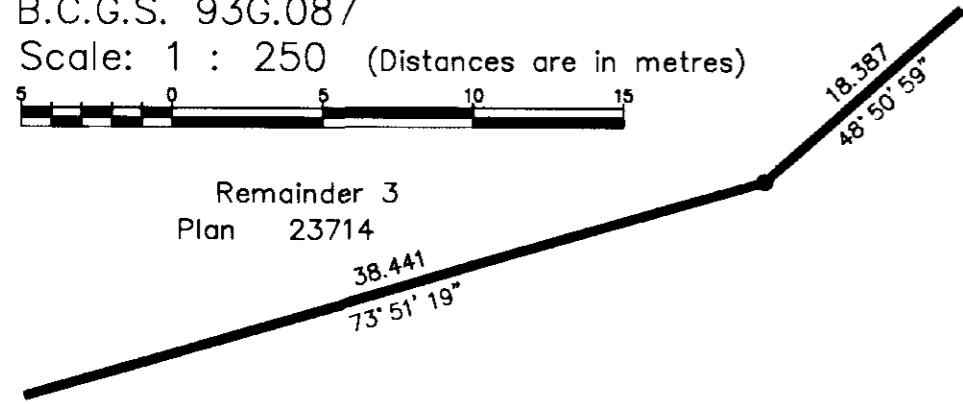 B.C.G.S. 93G.087
Scale: 1 : 250 (Distances are in metres)
5 0 5 10 15
Remainder 3
Plan 23714
38.441
73° 51' 19"
18.387
48° 50' 59"